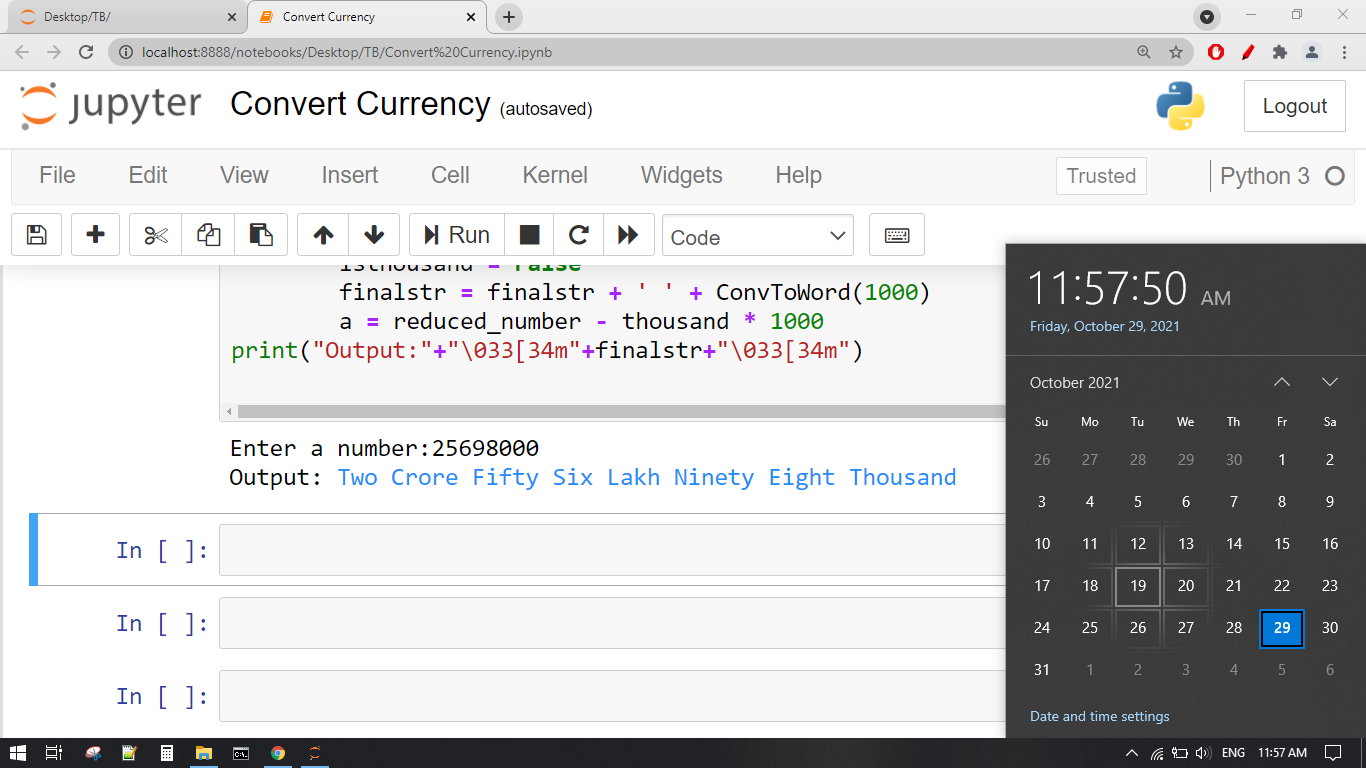 Desktop/TB/
Convert Currency
localhost:8888/notebooks/Desktop/TB/Convert%20Currency.ipynb
jupyter Convert Currency (autosaved)
Logout
File Edit View Insert Cell Kernel Widgets Help
Trusted
Python 3
Run
Code
isthousand = False
finalstr = finalstr + ' ' + ConvToWord(1000)
a = reduced_number - thousand * 1000
print("Output:"+"\033[34m"+finalstr+"\033[34m")
Enter a number:25698000
Output: Two Crore Fifty Six Lakh Ninety Eight Thousand
In [ ]:
In [ ]:
In [ ]:
11:57:50 AM
Friday, October 29, 2021
October 2021
Su Mo Tu We Th Fr Sa
26 27 28 29 30 1 2
3 4 5 6 7 8 9
10 11 12 13 14 15 16
17 18 19 20 21 22 23
24 25 26 27 28 29 30
31 1 2 3 4 5 6
Date and time settings
ENG 11:57 AM